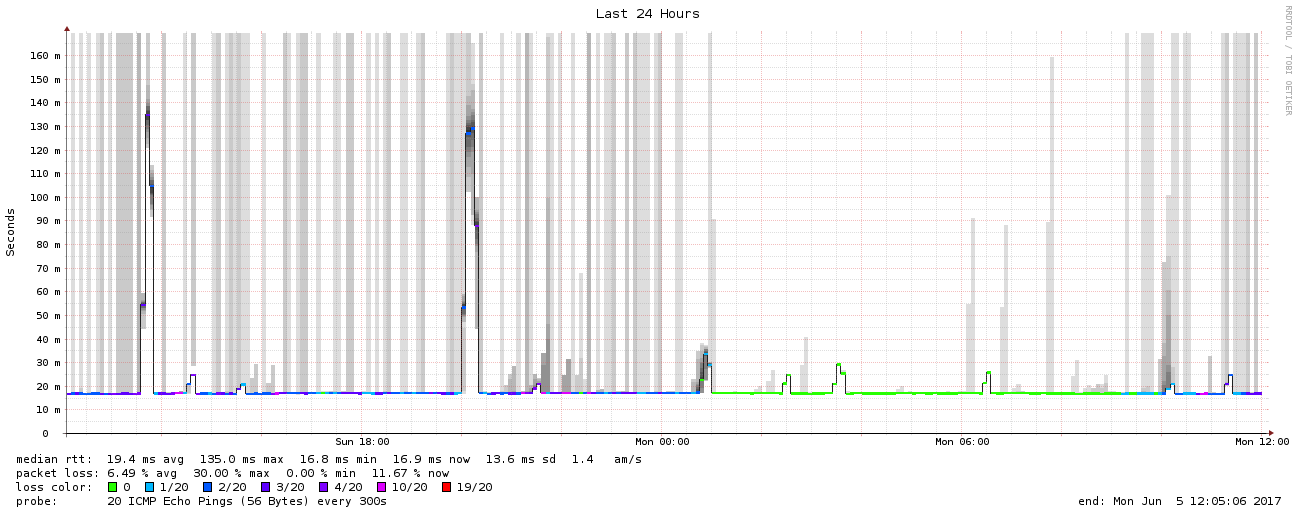 Last 24 Hours
RRDTOOL / TOBI OETIKER
Seconds
160 m
150 m
140 m
130 m
120 m
110 m
100 m
90 m
80 m
70 m
60 m
50 m
40 m
30 m
20 m
10 m
0
Sun 18:00 Mon 00:00 Mon 06:00 Mon 12:00
median rtt: 19.4 ms avg 135.0 ms max 16.8 ms min 16.9 ms now 13.6 ms sd 1.4 am/s
packet loss: 6.49 % avg 30.00 % max 0.00 % min 11.67 % now
loss color: 0 1/20 2/20 3/20 4/20 10/20 19/20
probe: 20 ICMP Echo Pings (56 Bytes) every 300s end: Mon Jun 5 12:05:06 2017